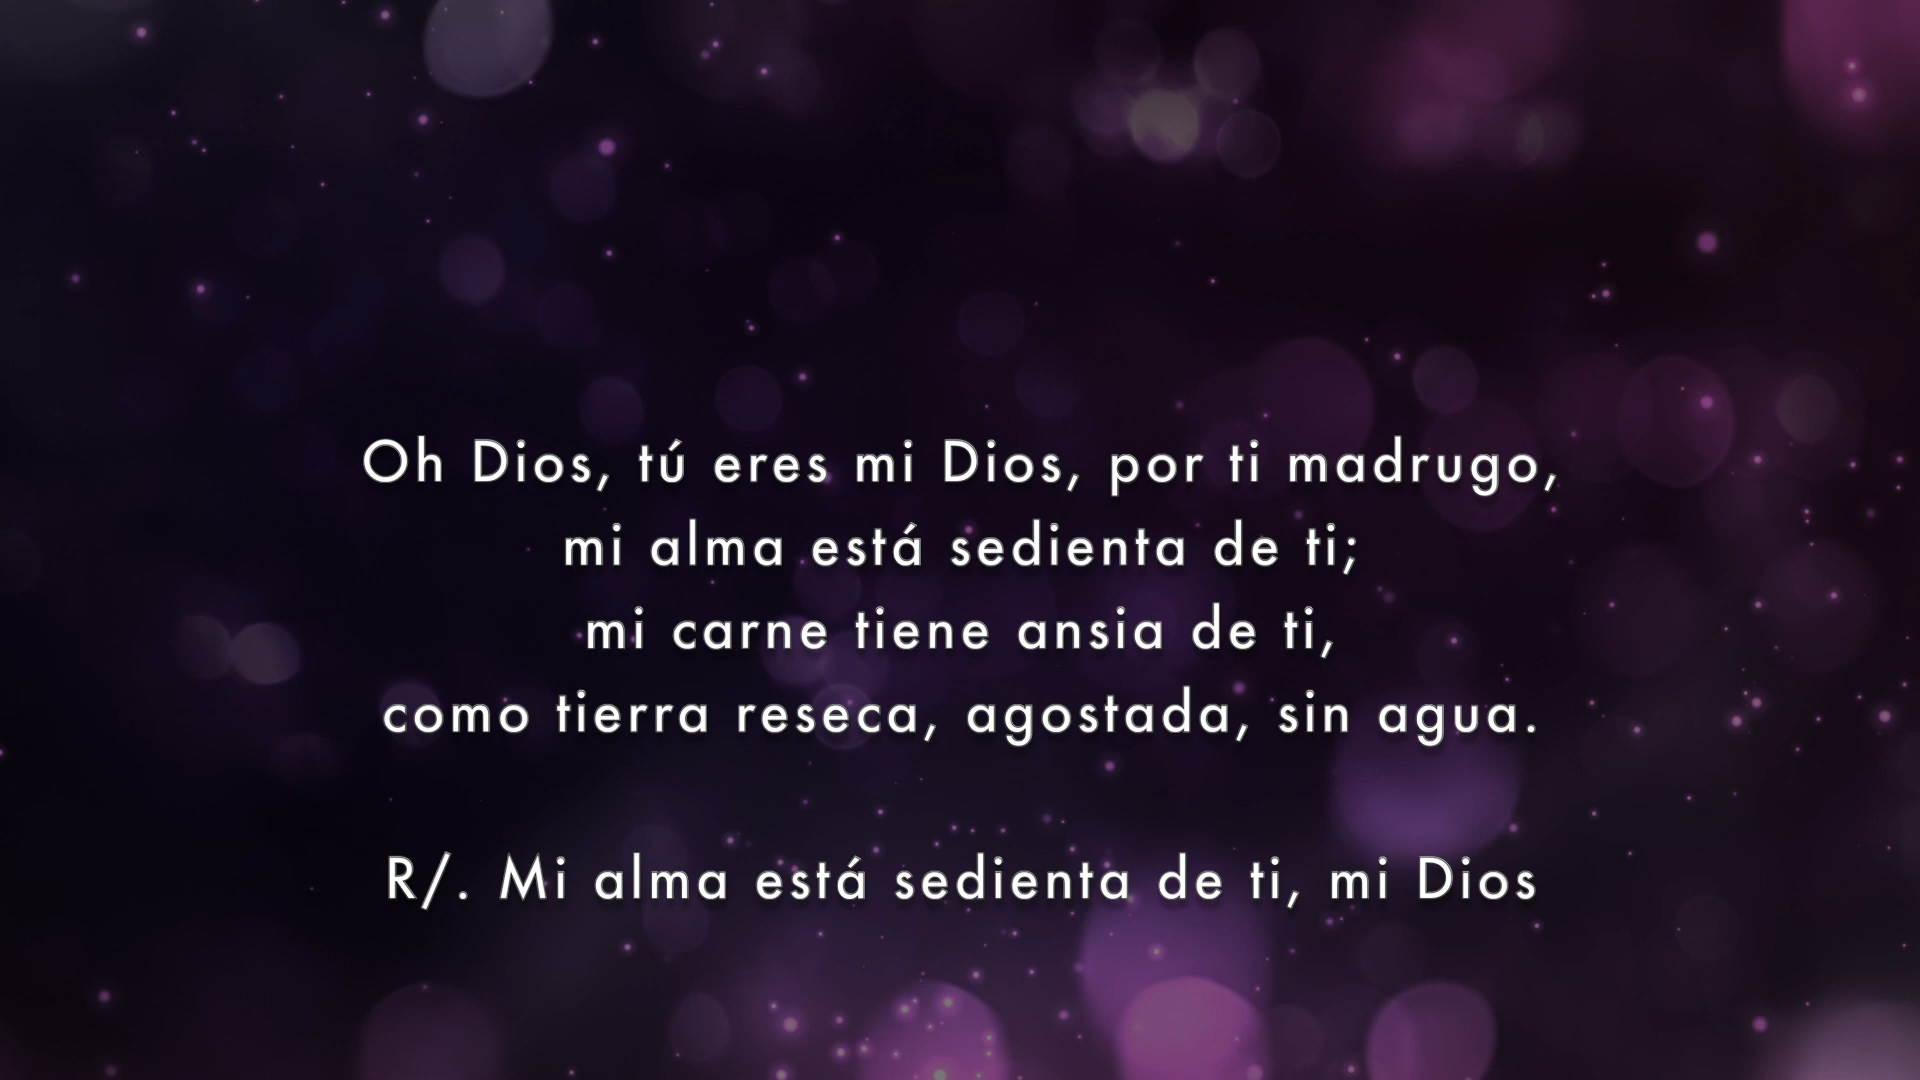 Oh Dios, tú eres mi Dios, por ti madrugo,
mi alma está sedienta de ti;
mi carne tiene ansia de ti,
como tierra reseca, agostada, sin agua.
R/. Mi alma está sedienta de ti, mi Dios